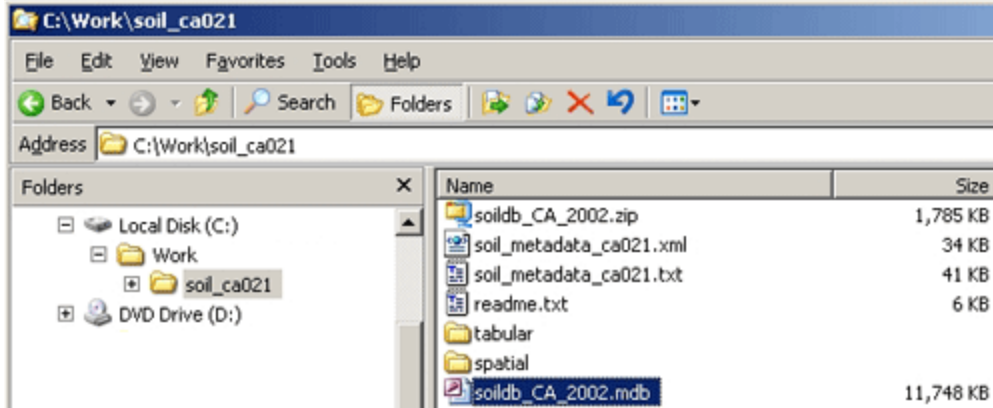 C:\Work\soil_ca021
File Edit View Favorites Tools Help
Back Search Folders
Address C:\Work\soil_ca021
Folders
Local Disk (C:)
Work
soil_ca021
DVD Drive (D:)
Name Size
soildb_CA_2002.zip 1,785 KB
soil_metadata_ca021.xml 34 KB
soil_metadata_ca021.txt 41 KB
readme.txt 6 KB
tabular
spatial
soildb_CA_2002.mdb 11,748 KB